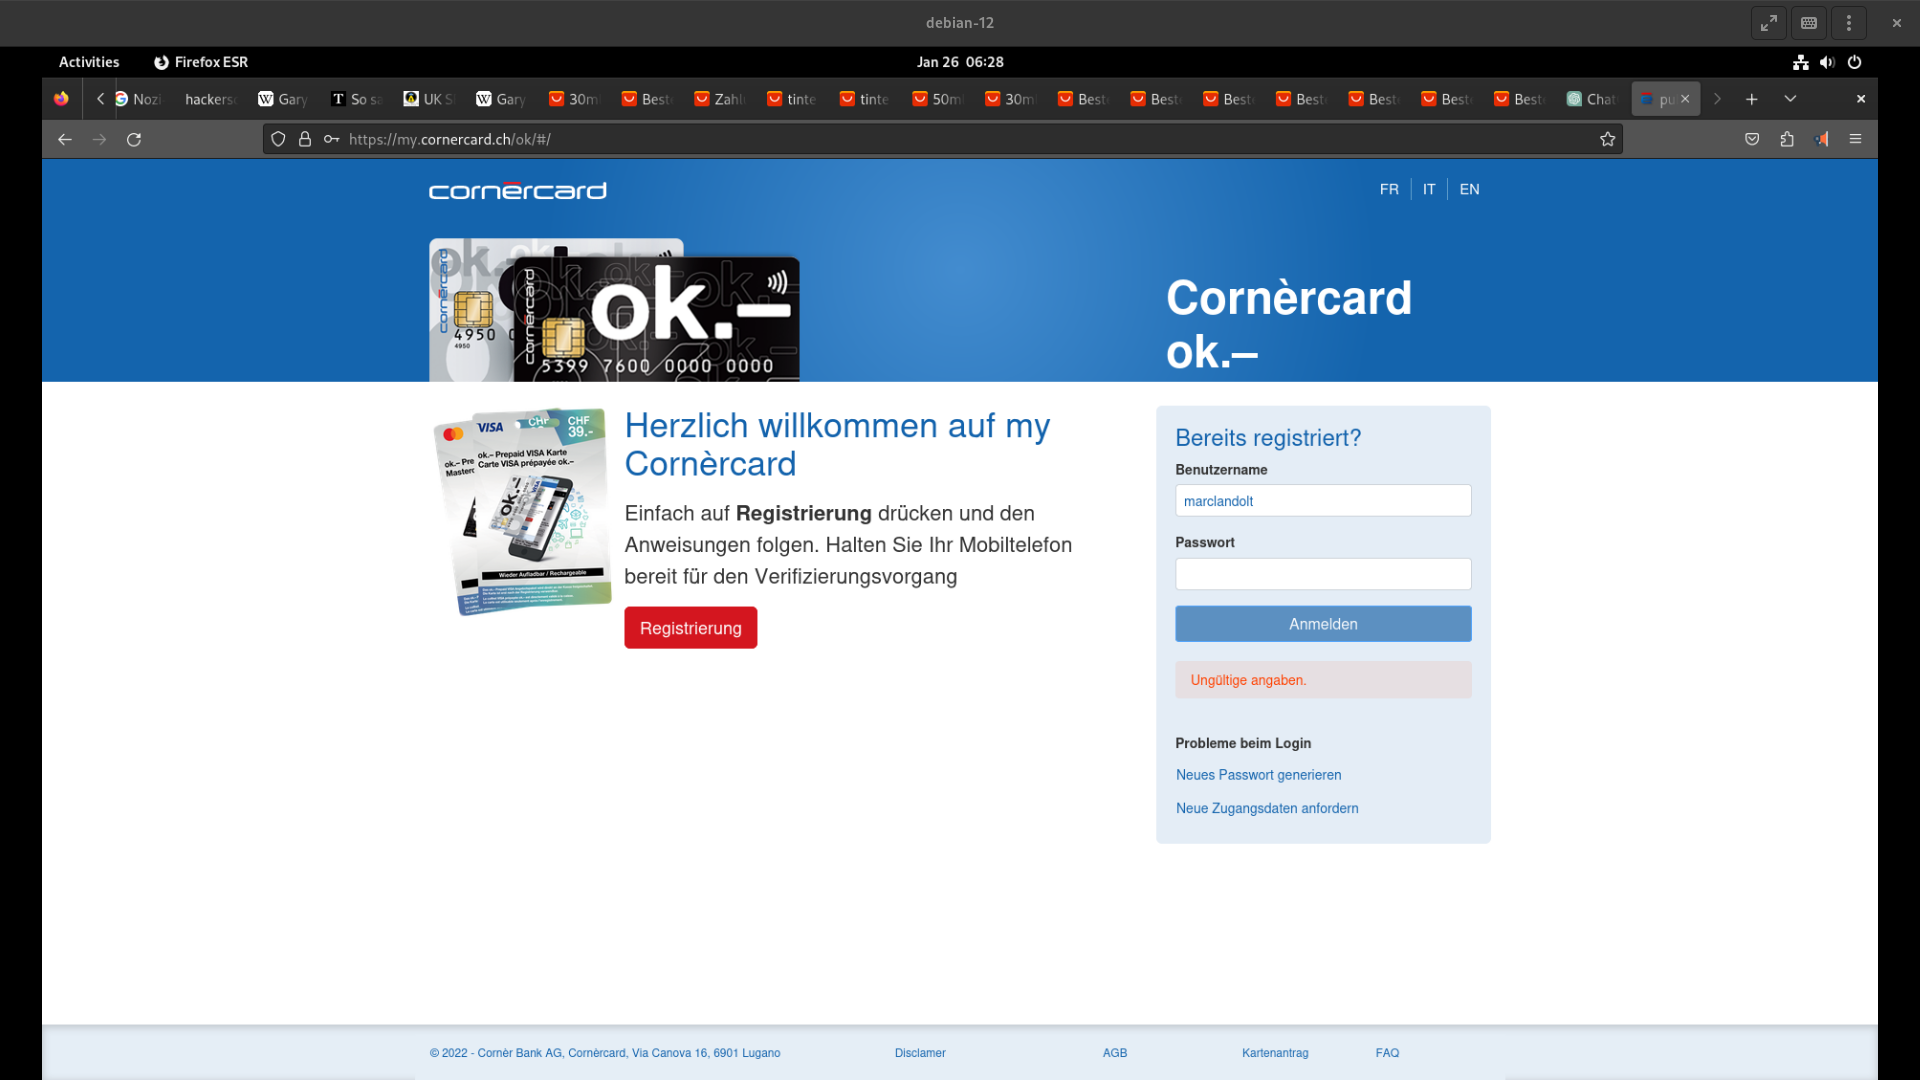 debian-12
Activities
Firefox ESR
Jan 26 06:28
Nozi
hackers
Gary
So sa
UK S
Gary
30m
Best
Zahl
tinte
tinte
50m
30m
Best
Best
Best
Best
Best
Best
Best
Chat
pu
https://my.cornercard.ch/ok/#/
cornèrcard
FR
IT
EN
ok.–
cornèrcard
4950 0
4950
cornèrcard
ok.–
5399 7600 0000 0000
Cornèrcard
ok.–
VISA
CHF
CHF
39.-
ok.– Prepaid VISA Karte
Carte VISA prépayée ok.–
Wieder Aufladbar / Rechargeable
Herzlich willkommen auf my
Cornèrcard
Einfach auf Registrierung drücken und den
Anweisungen folgen. Halten Sie Ihr Mobiltelefon
bereit für den Verifizierungsvorgang
Registrierung
Bereits registriert?
Benutzername
marclandolt
Passwort
Anmelden
Ungültige angaben.
Probleme beim Login
Neues Passwort generieren
Neue Zugangsdaten anfordern
© 2022 - Cornèr Bank AG, Cornèrcard, Via Canova 16, 6901 Lugano
Disclamer
AGB
Kartenantrag
FAQ